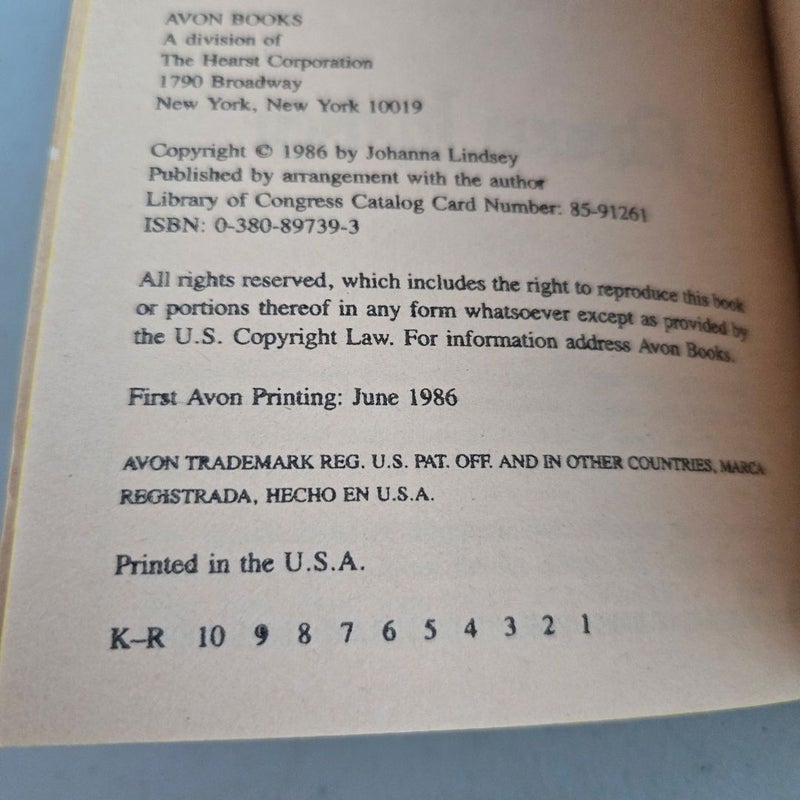 AVON BOOKS
A division of
The Hearst Corporation
1790 Broadway
New York, New York 10019
Copyright © 1986 by Johanna Lindsey
Published by arrangement with the author
Library of Congress Catalog Card Number: 85-91261
ISBN: 0-380-89739-3
All rights reserved, which includes the right to reproduce this book
or portions thereof in any form whatsoever except as provided by
the U.S. Copyright Law. For information address Avon Books.
First Avon Printing: June 1986
AVON TRADEMARK REG. U.S. PAT. OFF. AND IN OTHER COUNTRIES, MARCA
REGISTRADA, HECHO EN U.S.A.
Printed in the U.S.A.
K–R 10 9 8 7 6 5 4 3 2 1